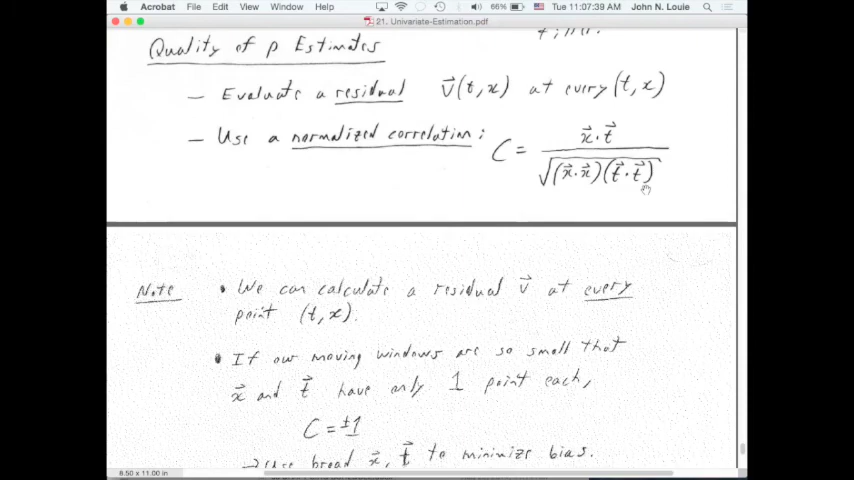 Acrobat File Edit View Window Help 66% Tue 11:07:39 AM John N. Louie
21. Univariate-Estimation.pdf
Quality of p Estimates
– Evaluate a residual v⃗(t,x) at every (t,x)
– Use a normalized correlation: C = x⃗·t⃗ / √(x⃗·x⃗)(t⃗·t⃗)
Note • We can calculate a residual v⃗ at every
point (t,x).
• If our moving windows are so small that
x⃗ and t⃗ have only 1 point each,
C = ±1
→ Use broad x⃗, t⃗ to minimize bias.
8.50 x 11.00 in